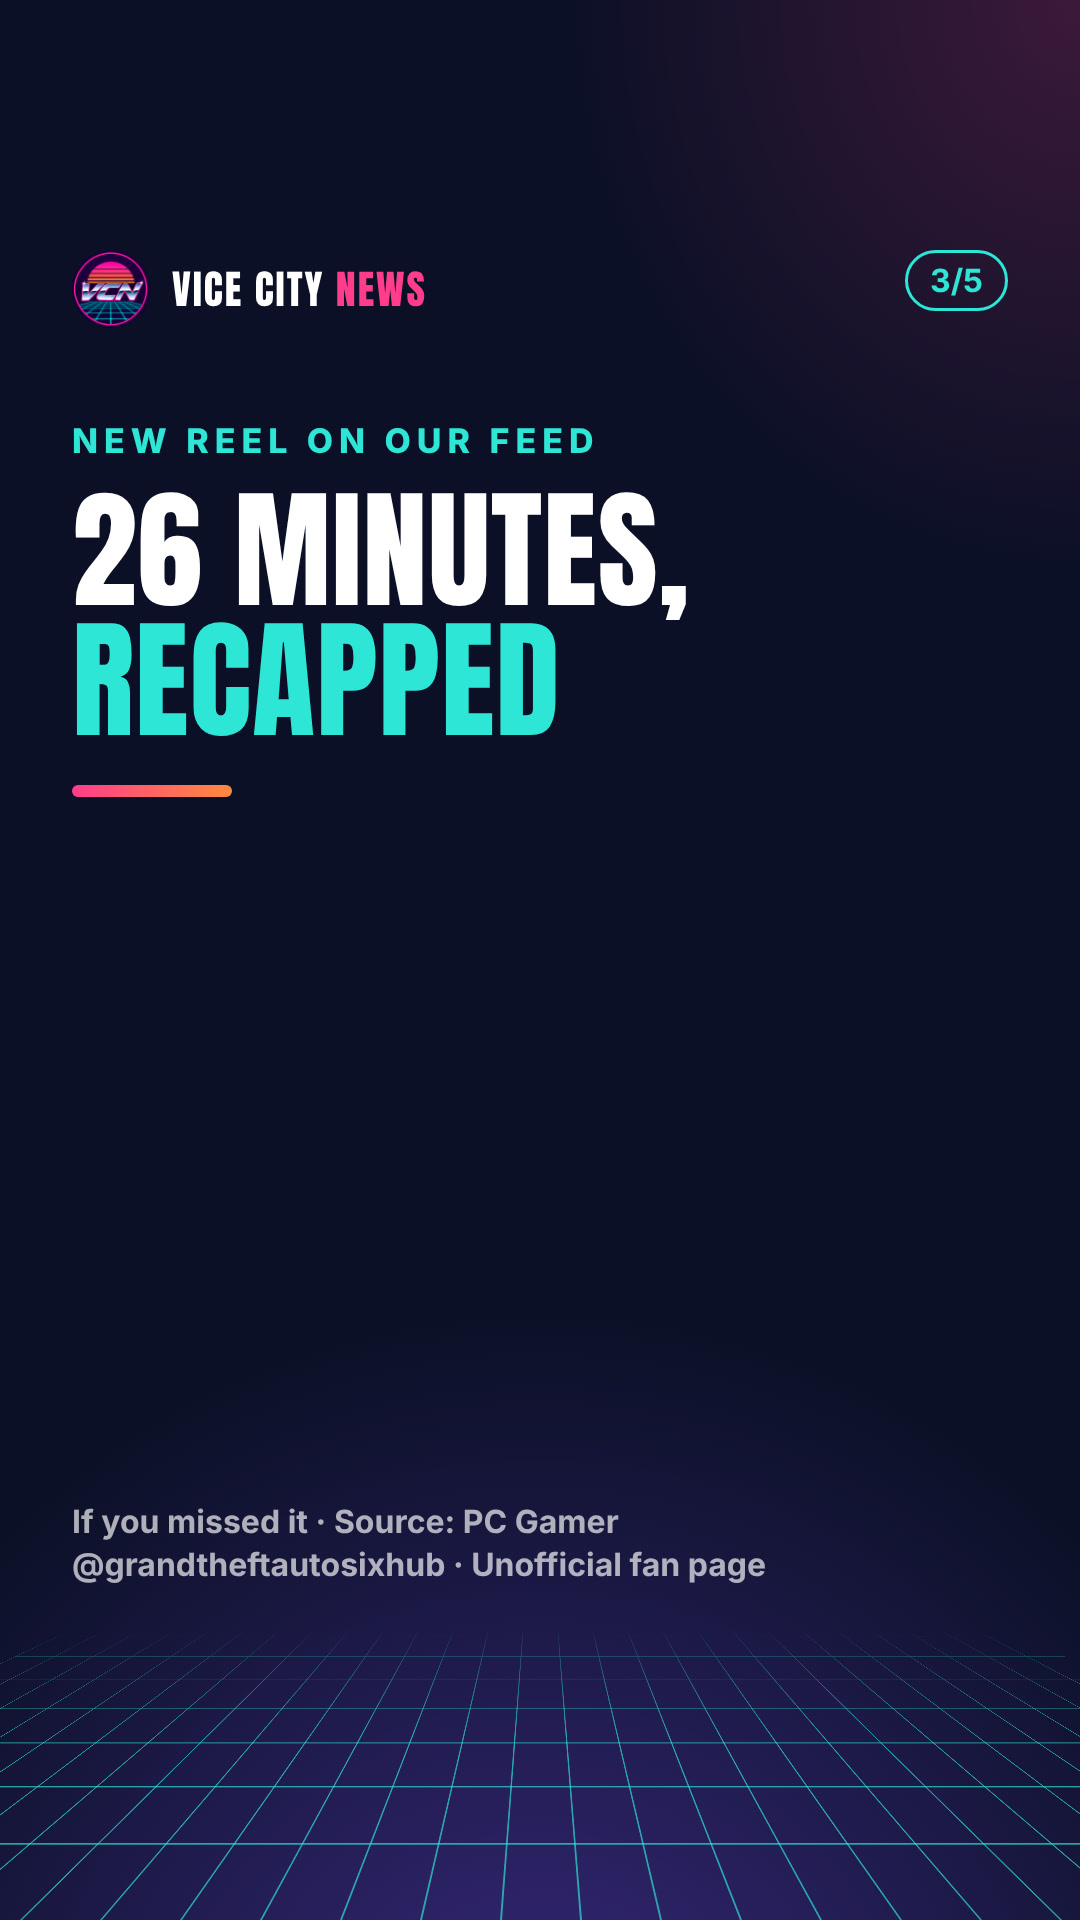 VCN
VICE CITY NEWS
3/5
NEW REEL ON OUR FEED
26 MINUTES,
RECAPPED
If you missed it · Source: PC Gamer
@grandtheftautosixhub · Unofficial fan page